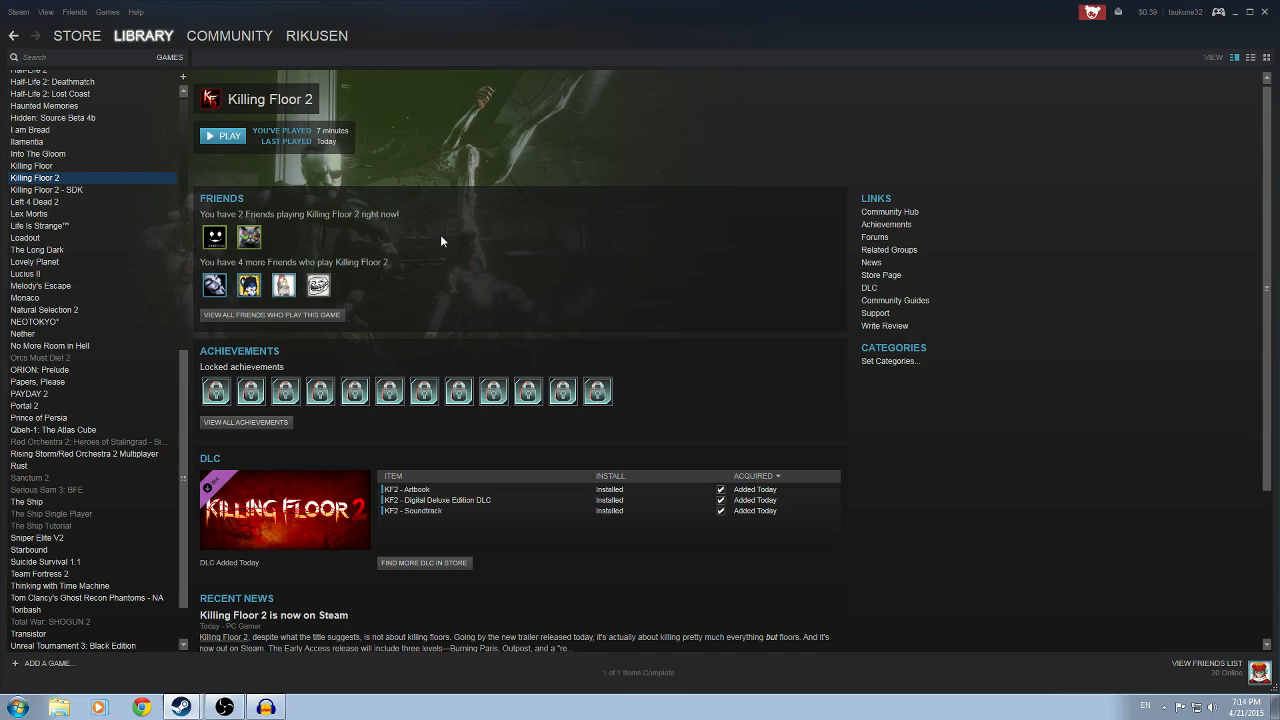 Steam View Friends Games Help
$0.39 tsukune32
STORE LIBRARY COMMUNITY RIKUSEN
Search GAMES
VIEW
Half-Life 2
Half-Life 2: Deathmatch
Half-Life 2: Lost Coast
Haunted Memories
Hidden: Source Beta 4b
I am Bread
Ilamentia
Into The Gloom
Killing Floor
Killing Floor 2
Killing Floor 2 - SDK
Left 4 Dead 2
Lex Mortis
Life Is Strange™
Loadout
The Long Dark
Lovely Planet
Lucius II
Melody's Escape
Monaco
Natural Selection 2
NEOTOKYO°
Nether
No More Room in Hell
Orcs Must Die! 2
ORION: Prelude
Papers, Please
PAYDAY 2
Portal 2
Prince of Persia
Qbeh-1: The Atlas Cube
Red Orchestra 2: Heroes of Stalingrad - Si...
Rising Storm/Red Orchestra 2 Multiplayer
Rust
Sanctum 2
Serious Sam 3: BFE
The Ship
The Ship Single Player
The Ship Tutorial
Sniper Elite V2
Starbound
Suicide Survival 1.1
Team Fortress 2
Thinking with Time Machine
Tom Clancy's Ghost Recon Phantoms - NA
Tonbash
Total War: SHOGUN 2
Transistor
Unreal Tournament 3: Black Edition
+ ADD A GAME...
Killing Floor 2
PLAY
YOU'VE PLAYED 7 minutes
LAST PLAYED Today
FRIENDS
You have 2 Friends playing Killing Floor 2 right now!
You have 4 more Friends who play Killing Floor 2
VIEW ALL FRIENDS WHO PLAY THIS GAME
ACHIEVEMENTS
Locked achievements
VIEW ALL ACHIEVEMENTS
DLC
KILLING FLOOR 2
DLC Added Today
ITEM INSTALL ACQUIRED
KF2 - Artbook Installed Added Today
KF2 - Digital Deluxe Edition DLC Installed Added Today
KF2 - Soundtrack Installed Added Today
FIND MORE DLC IN STORE
RECENT NEWS
Killing Floor 2 is now on Steam
Today - PC Gamer
Killing Floor 2, despite what the title suggests, is not about killing floors. Going by the new trailer released today, it's actually about killing pretty much everything but floors. And it's
now out on Steam. The Early Access release will include three levels—Burning Paris, Outpost, and a "re...
LINKS
Community Hub
Achievements
Forums
Related Groups
News
Store Page
DLC
Community Guides
Support
Write Review
CATEGORIES
Set Categories...
1 of 1 Items Complete
VIEW FRIENDS LIST
30 Online
EN
7:14 PM
4/21/2015